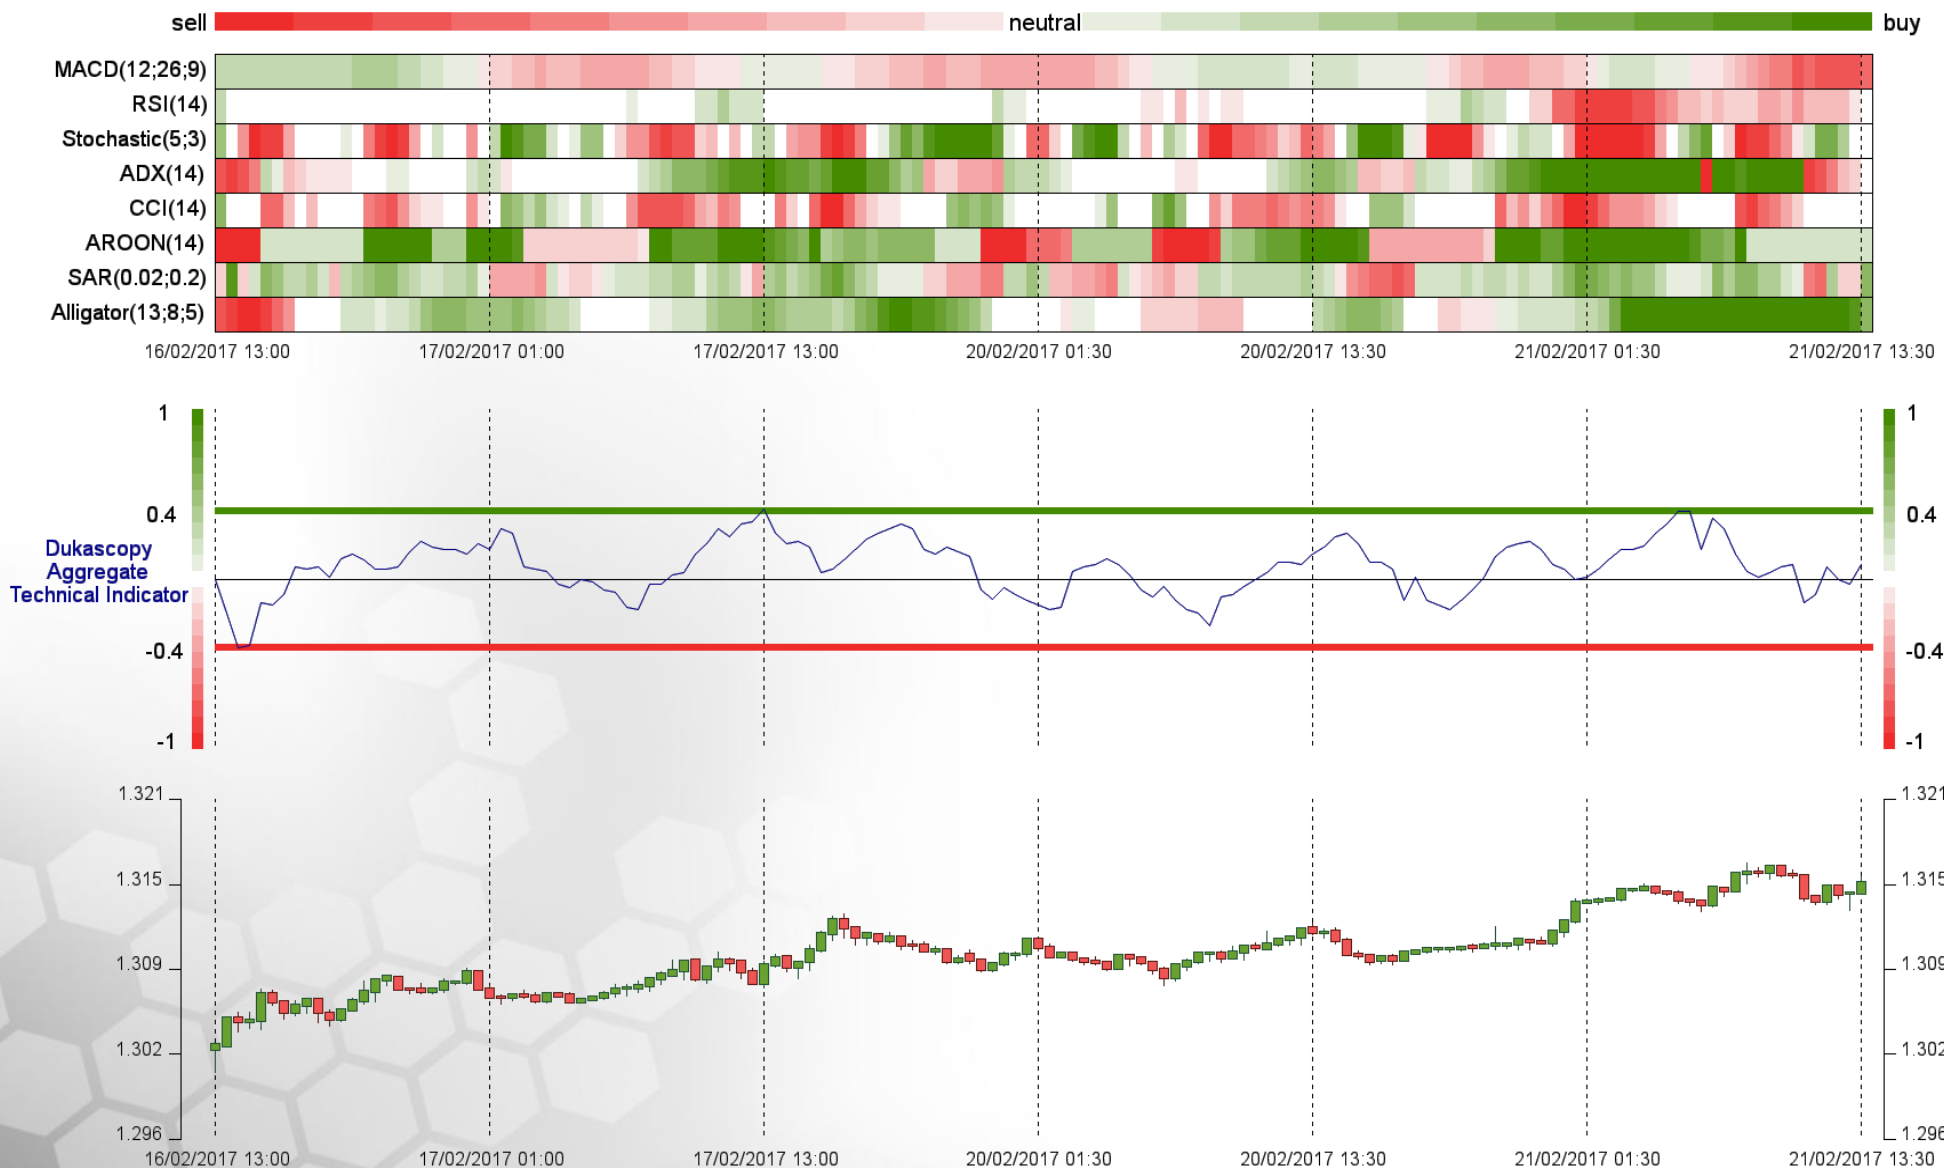 sell neutral buy
MACD(12;26;9)
RSI(14)
Stochastic(5;3)
ADX(14)
CCI(14)
AROON(14)
SAR(0.02;0.2)
Alligator(13;8;5)
16/02/2017 13:00 17/02/2017 01:00 17/02/2017 13:00 20/02/2017 01:30 20/02/2017 13:30 21/02/2017 01:30 21/02/2017 13:30
1 1
0.4 0.4
Dukascopy
Aggregate
Technical Indicator
-0.4 -0.4
-1 -1
1.321 1.321
1.315 1.315
1.309 1.309
1.302 1.302
1.296 1.296
16/02/2017 13:00 17/02/2017 01:00 17/02/2017 13:00 20/02/2017 01:30 20/02/2017 13:30 21/02/2017 01:30 21/02/2017 13:30